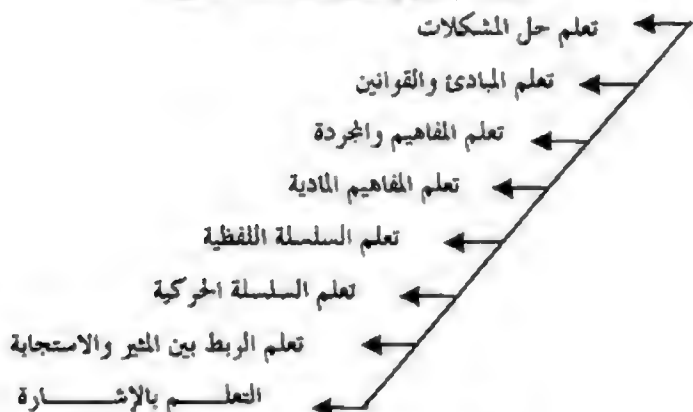 تعلم حل المشكلات
تعلم المبادئ والقوانين
تعلم المفاهيم والمجردة
تعلم المفاهيم المادية
تعلم السلسلة اللفظية
تعلم السلسلة الحركية
تعلم الربط بين المثير والاستجابة
التعلـــــم بالإشـــــارة